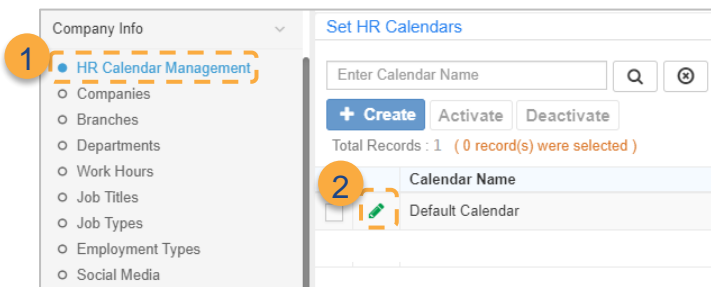 Company Info
1
HR Calendar Management
Companies
Branches
Departments
Work Hours
Job Titles
Job Types
Employment Types
Social Media
Set HR Calendars
Enter Calendar Name
+ Create Activate Deactivate
Total Records : 1 ( 0 record(s) were selected )
2
Calendar Name
Default Calendar